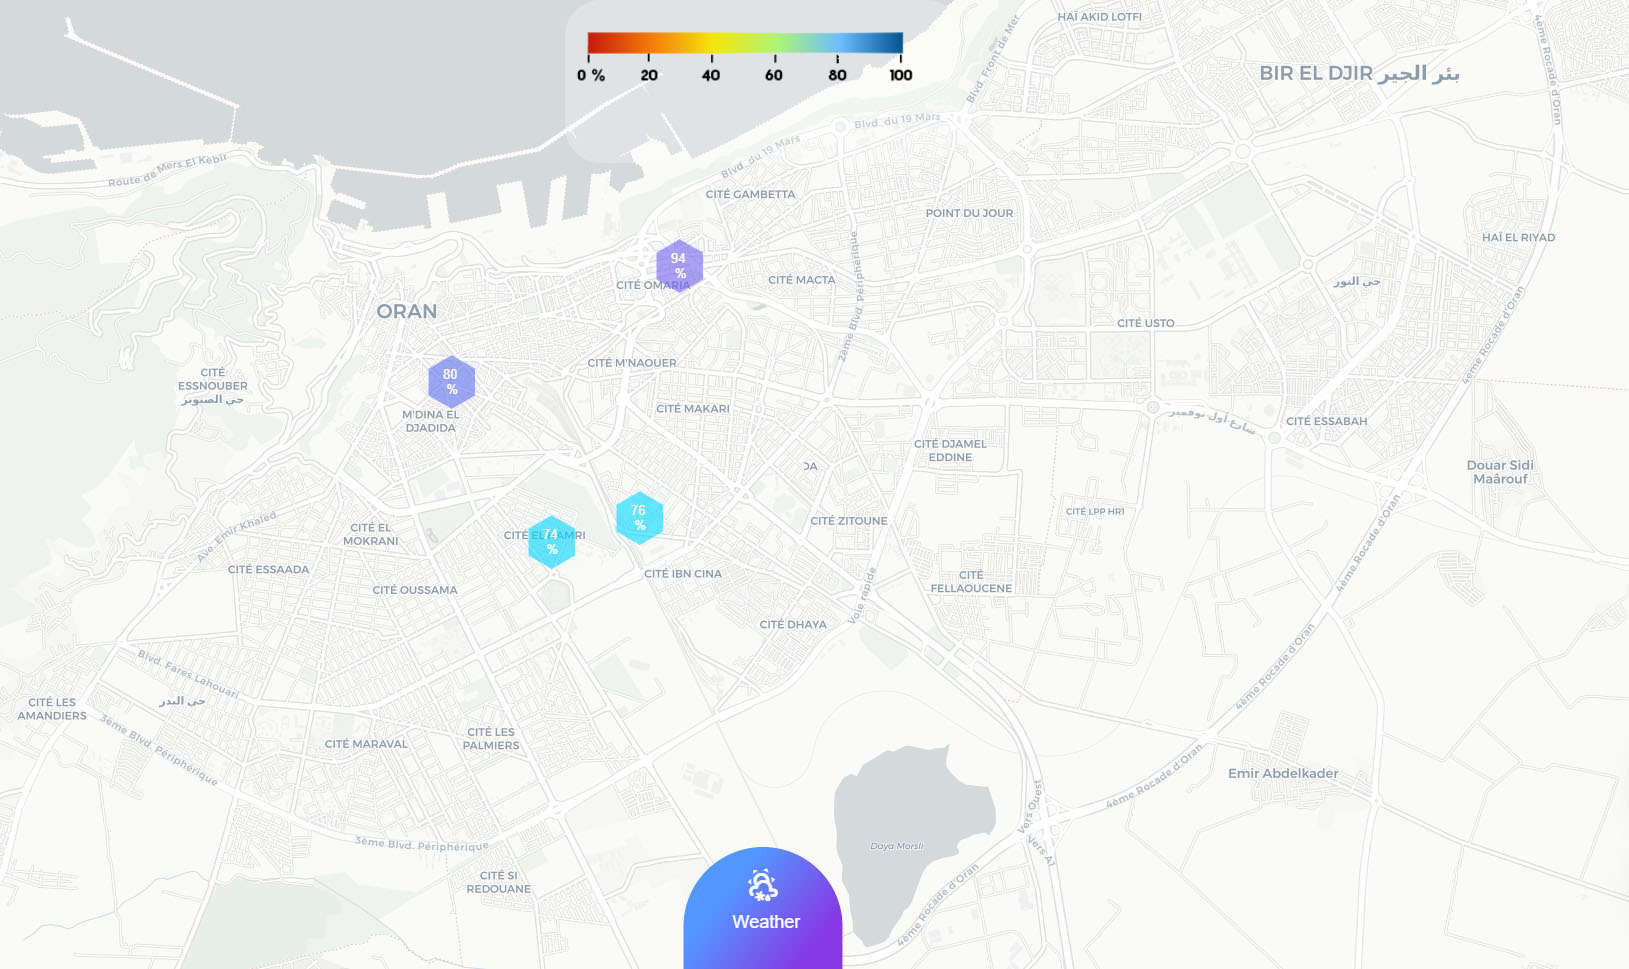 0 %
20
40
60
80
100
HAÏ AKID LOTFI
BIR EL DJIR بئر الجير
4ème Rocade d'Oran
Blvd. Front de Mer
Blvd. du 19 Mars
Blvd. du 19 Mars
Route de Mers El Kebir
CITÉ GAMBETTA
POINT DU JOUR
HAÏ EL RIYAD
94
%
CITÉ OMARIA
CITÉ MACTA
2ème Blvd. Périphérique
حي النور
ORAN
CITÉ USTO
4ème Rocade d'Oran
CITÉ M'NAOUER
CITÉ
ESSNOUBER
حي الصنوبر
80
%
M'DINA EL
DJADIDA
CITÉ MAKARI
شارع أول نوفمبر
CITÉ ESSABAH
CITÉ DJAMEL
EDDINE
DA
Douar Sidi
Maârouf
76
%
74
%
CITÉ LPP HR1
CITÉ ZITOUNE
Ave. Emir Khaled
CITÉ EL
MOKRANI
4ème Rocade d'Oran
CITÉ ESSAADA
CITÉ IBN CINA
CITÉ
FELLAOUCENE
CITÉ OUSSAMA
Voie rapide
CITÉ DHAYA
Blvd. Fares Lahouari
4ème Rocade d'Oran
حي البدر
CITÉ LES
AMANDIERS
3ème Blvd. Périphérique
CITÉ MARAVAL
CITÉ LES
PALMIERS
Emir Abdelkader
4ème Rocade d'Oran
Vers Ouest
Vers A1
3ème Blvd. Périphérique
Daya Morsli
CITÉ SI
REDOUANE
4ème Rocade d'Oran
Weather